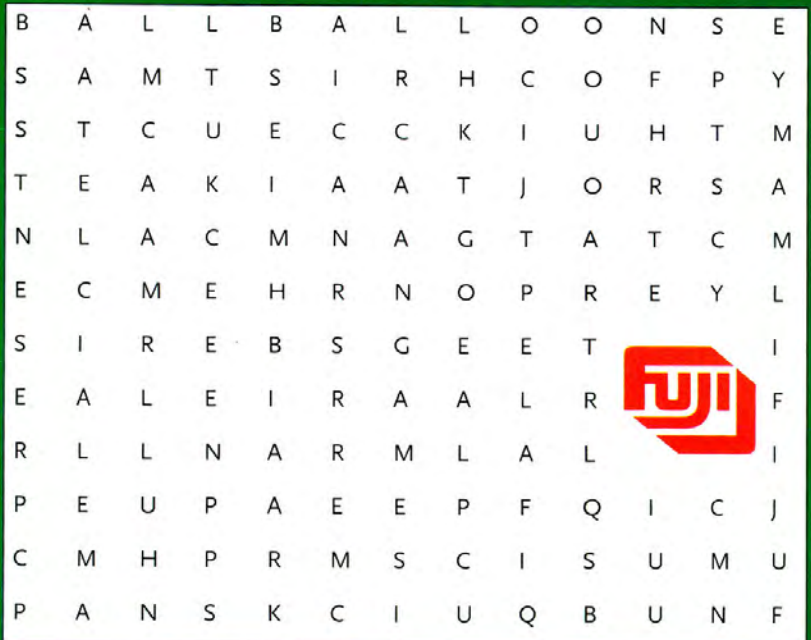 B A L L B A L L O O N S E
S A M T S I R H C O F P Y
S T C U E C C K I U H T M
T E A K I A A T J O R S A
N L A C M N A G T A T C M
E C M E H R N O P R E Y L
S I R E B S G E E T I
FUJI
E A L E I R A A L R F
R L L N A R M L A L I
P E U P A E E P F Q I C J
C M H P R M S C I S U M U
P A N S K C I U Q B U N F